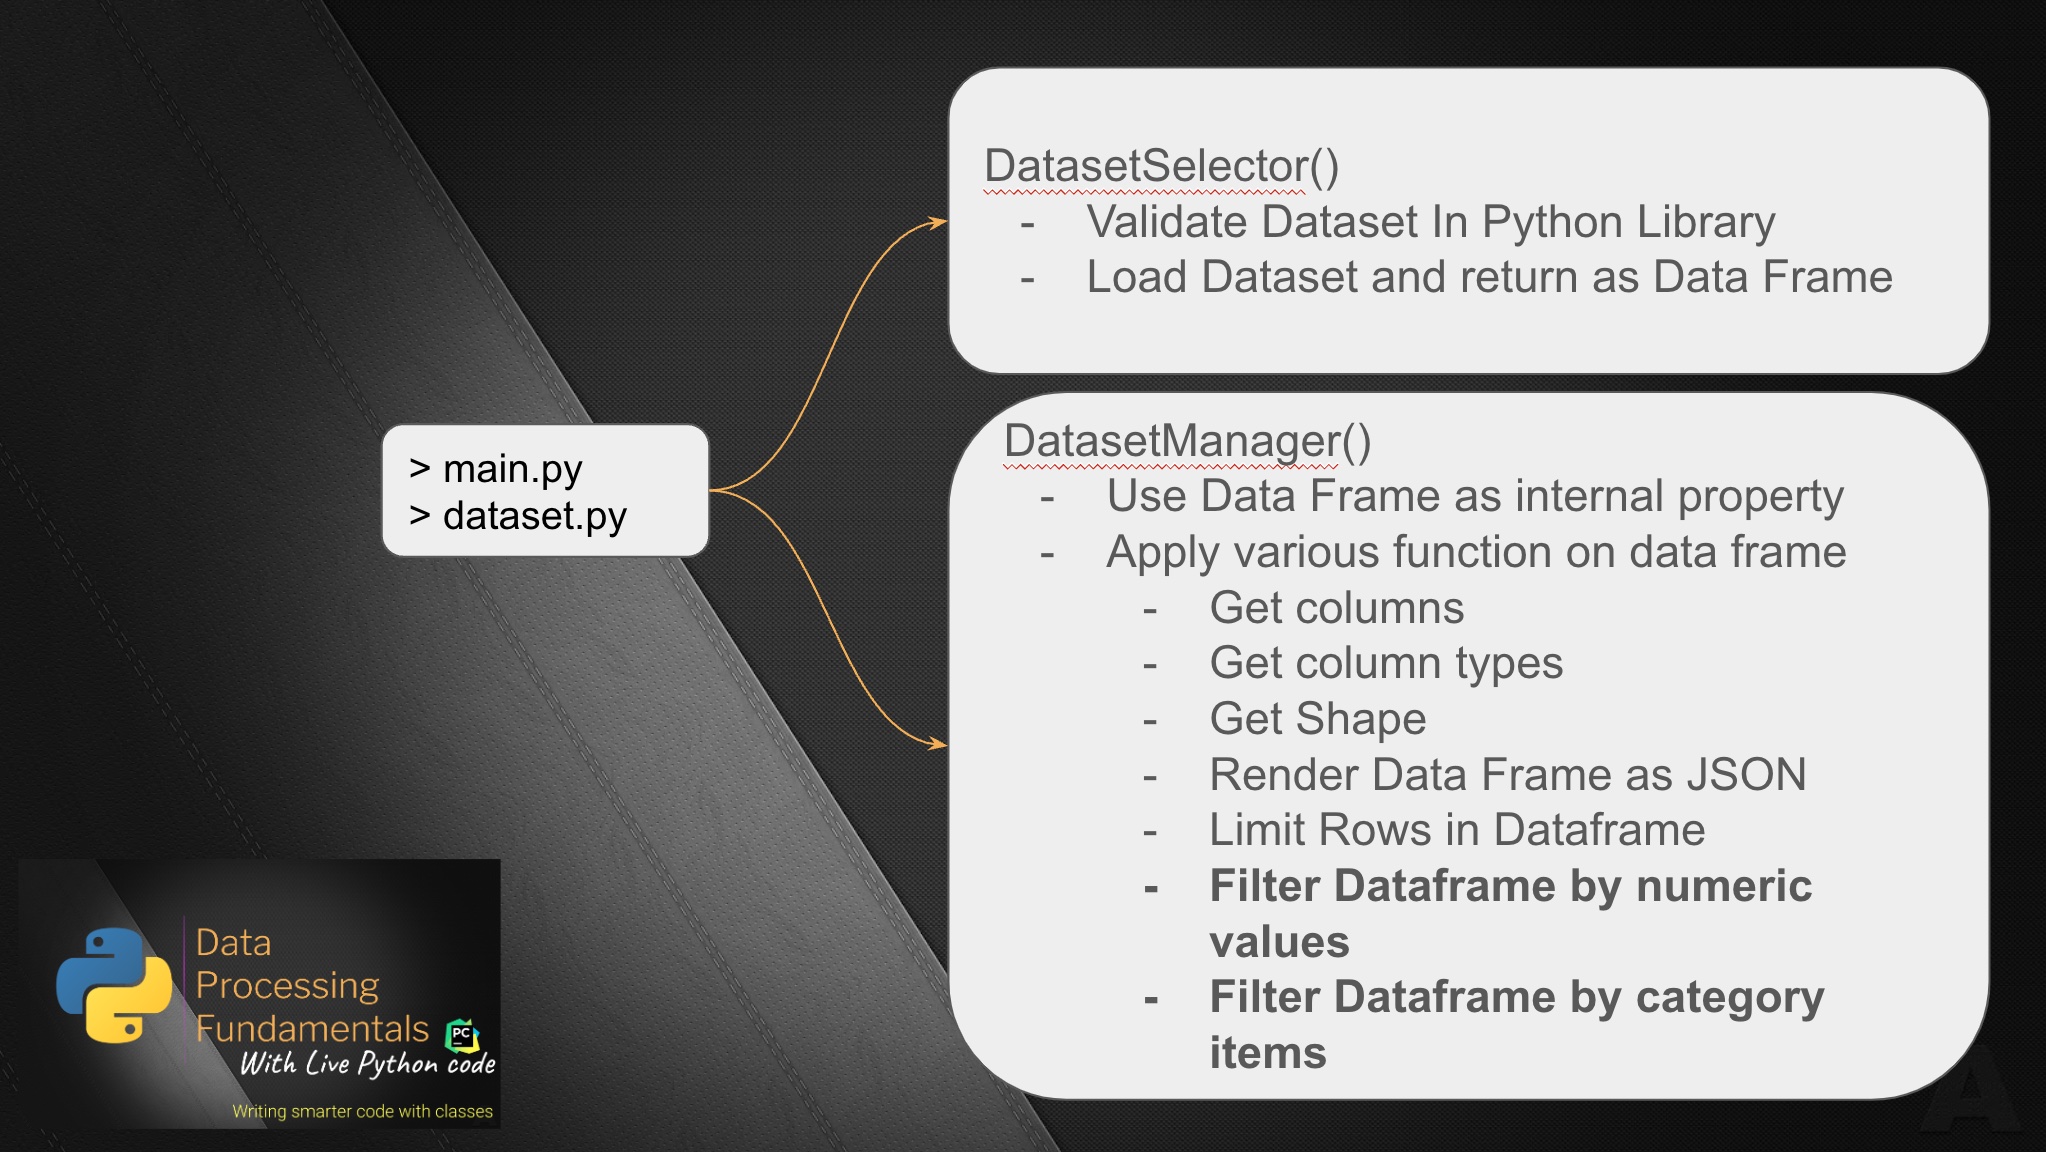 DatasetSelector()
- Validate Dataset In Python Library
- Load Dataset and return as Data Frame
> main.py
> dataset.py
DatasetManager()
- Use Data Frame as internal property
- Apply various function on data frame
- Get columns
- Get column types
- Get Shape
- Render Data Frame as JSON
- Limit Rows in Dataframe
- Filter Dataframe by numeric
values
- Filter Dataframe by category
items
Data
Processing
Fundamentals
PC
With Live Python code
Writing smarter code with classes
A